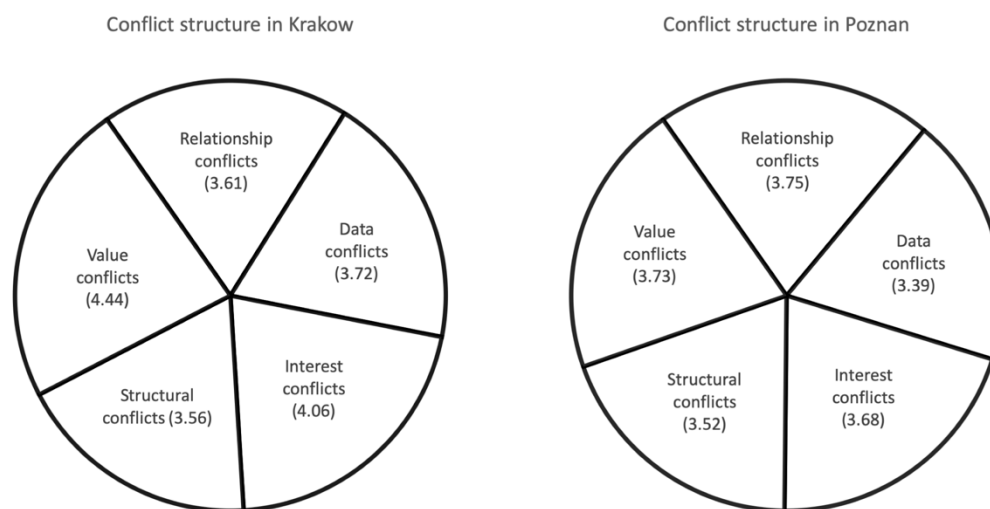 Conflict structure in Krakow
Relationship
conflicts
(3.61)
Data
conflicts
(3.72)
Interest
conflicts
(4.06)
Structural
conflicts (3.56)
Value
conflicts
(4.44)
Conflict structure in Poznan
Relationship
conflicts
(3.75)
Data
conflicts
(3.39)
Interest
conflicts
(3.68)
Structural
conflicts
(3.52)
Value
conflicts
(3.73)